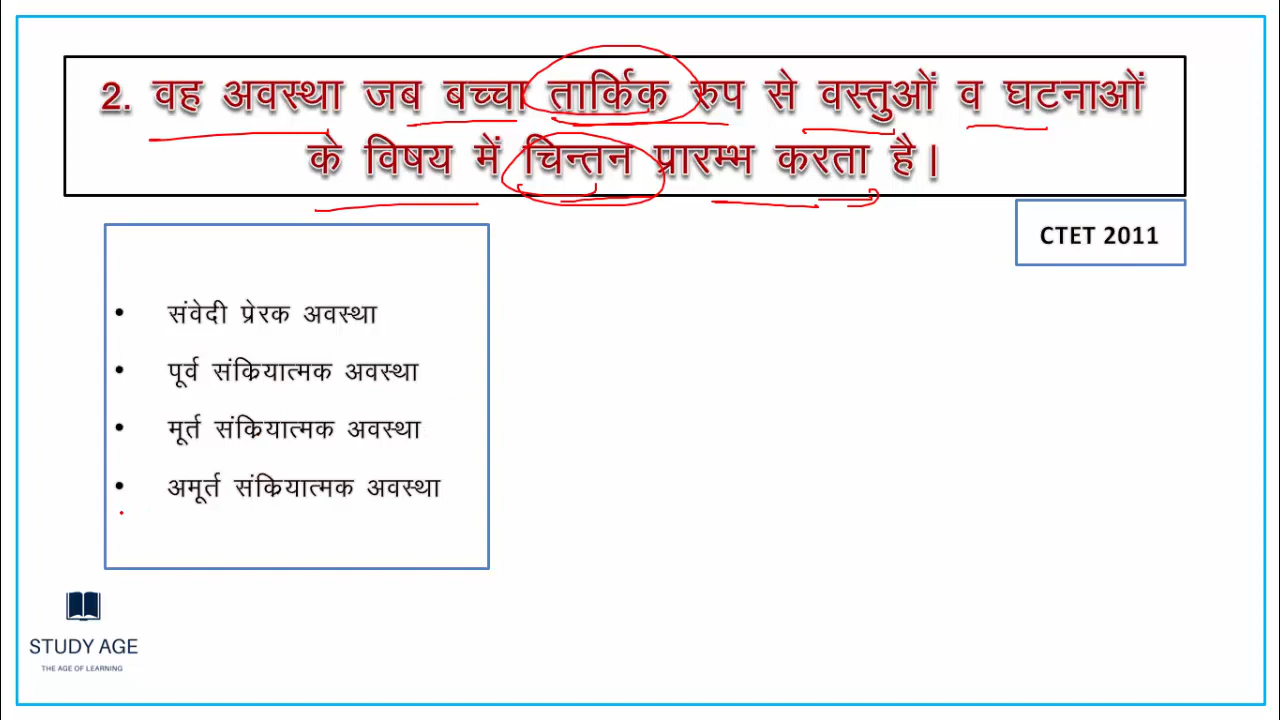 2. वह अवस्था जब बच्चा तार्किक रुप से वस्तुओं व घटनाओं
के विषय में चिन्तन प्रारम्भ करता है।
CTET 2011
• संवेदी प्रेरक अवस्था
• पूर्व संकियात्मक अवस्था
• मूर्त संकियात्मक अवस्था
• अमूर्त संकियात्मक अवस्था
STUDY AGE
THE AGE OF LEARNING